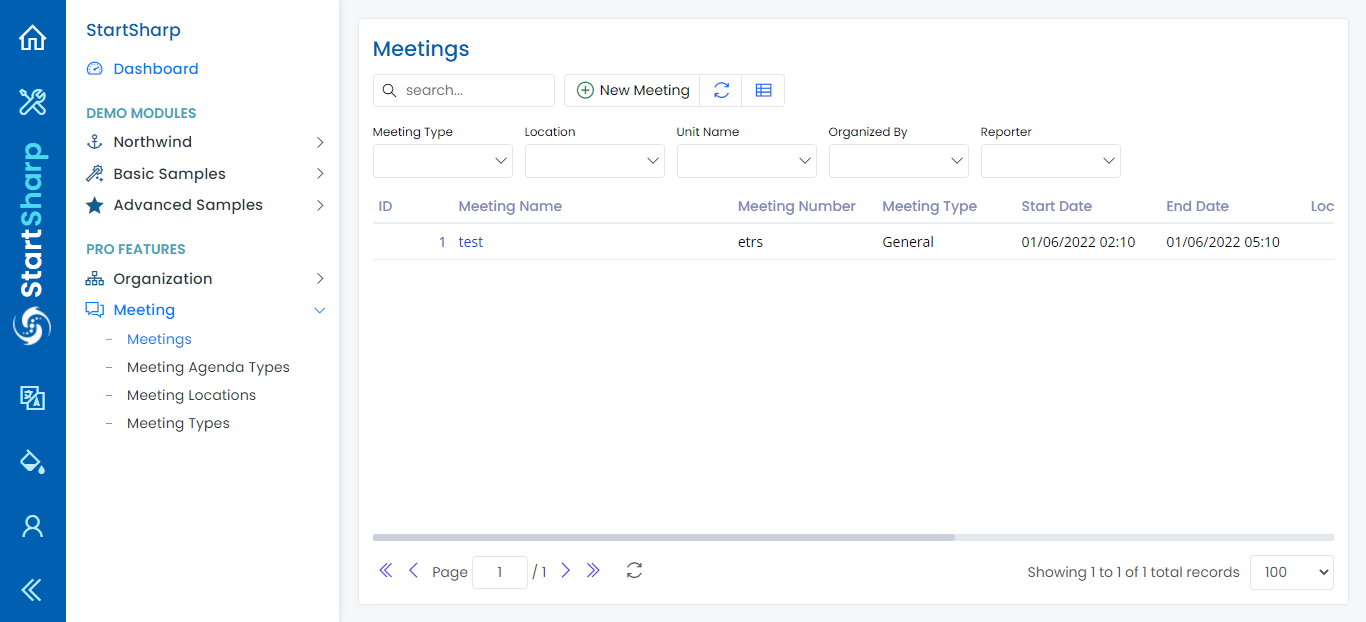 StartSharp
StartSharp
Dashboard
DEMO MODULES
Northwind
Basic Samples
Advanced Samples
PRO FEATURES
Organization
Meeting
Meetings
Meeting Agenda Types
Meeting Locations
Meeting Types
Meetings
search...
New Meeting
Meeting Type Location Unit Name Organized By Reporter
ID Meeting Name Meeting Number Meeting Type Start Date End Date Loc
1 test etrs General 01/06/2022 02:10 01/06/2022 05:10
Page 1 / 1 Showing 1 to 1 of 1 total records 100